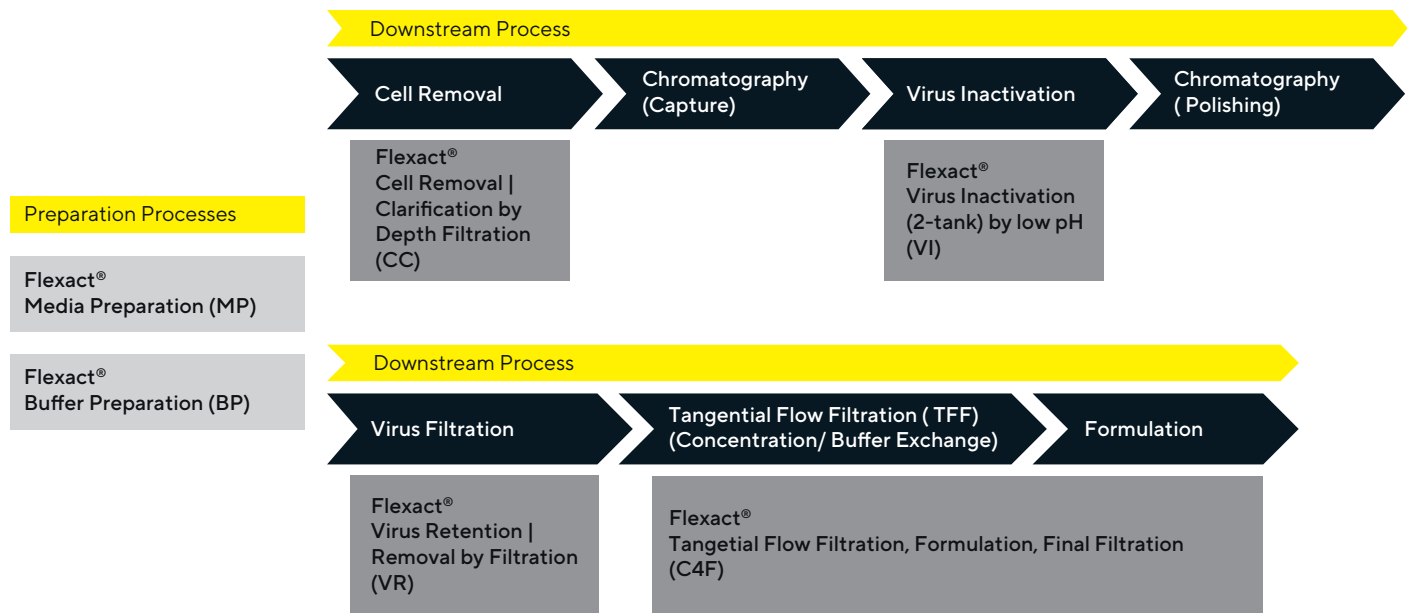 Downstream Process
Cell Removal
Chromatography
(Capture)
Virus Inactivation
Chromatography
( Polishing)
Flexact®
Cell Removal |
Clarification by
Depth Filtration
(CC)
Flexact®
Virus Inactivation
(2-tank) by low pH
(VI)
Preparation Processes
Flexact®
Media Preparation (MP)
Flexact®
Buffer Preparation (BP)
Downstream Process
Virus Filtration
Tangential Flow Filtration ( TFF)
(Concentration/ Buffer Exchange)
Formulation
Flexact®
Virus Retention |
Removal by Filtration
(VR)
Flexact®
Tangetial Flow Filtration, Formulation, Final Filtration
(C4F)